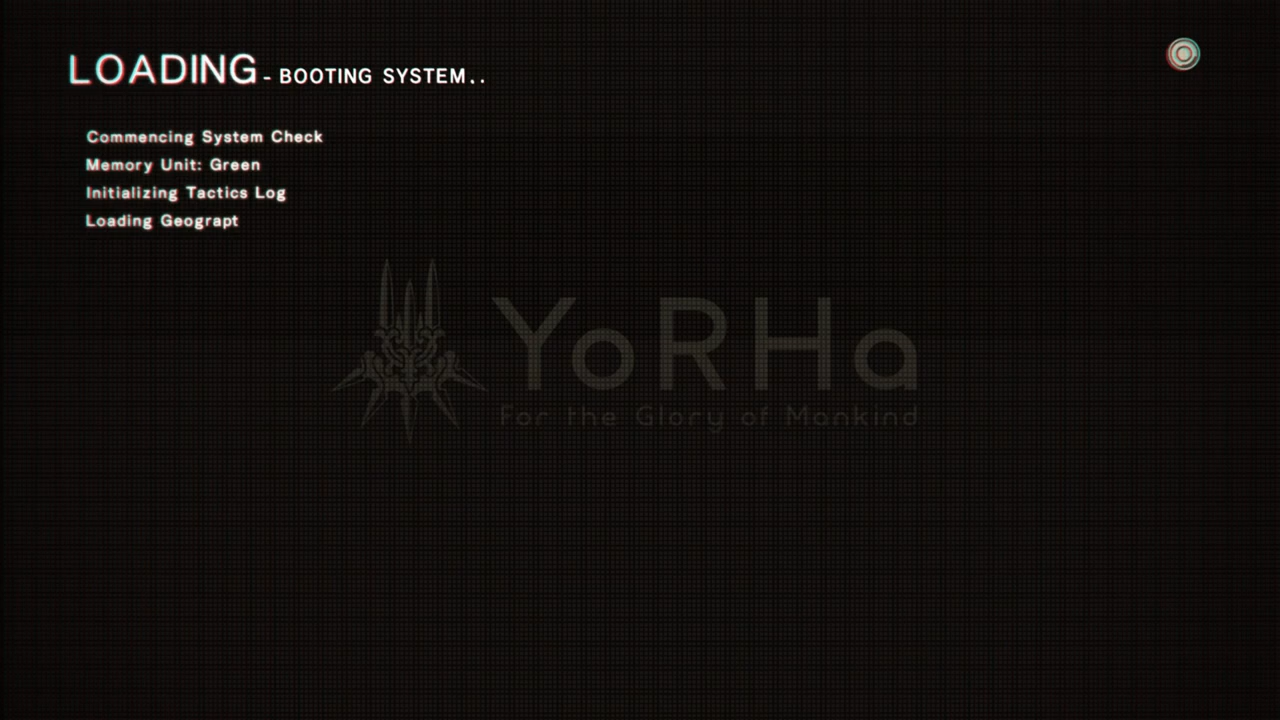 LOADING - BOOTING SYSTEM..
Commencing System Check
Memory Unit: Green
Initializing Tactics Log
Loading Geograpt
YoRHa
For the Glory of Mankind